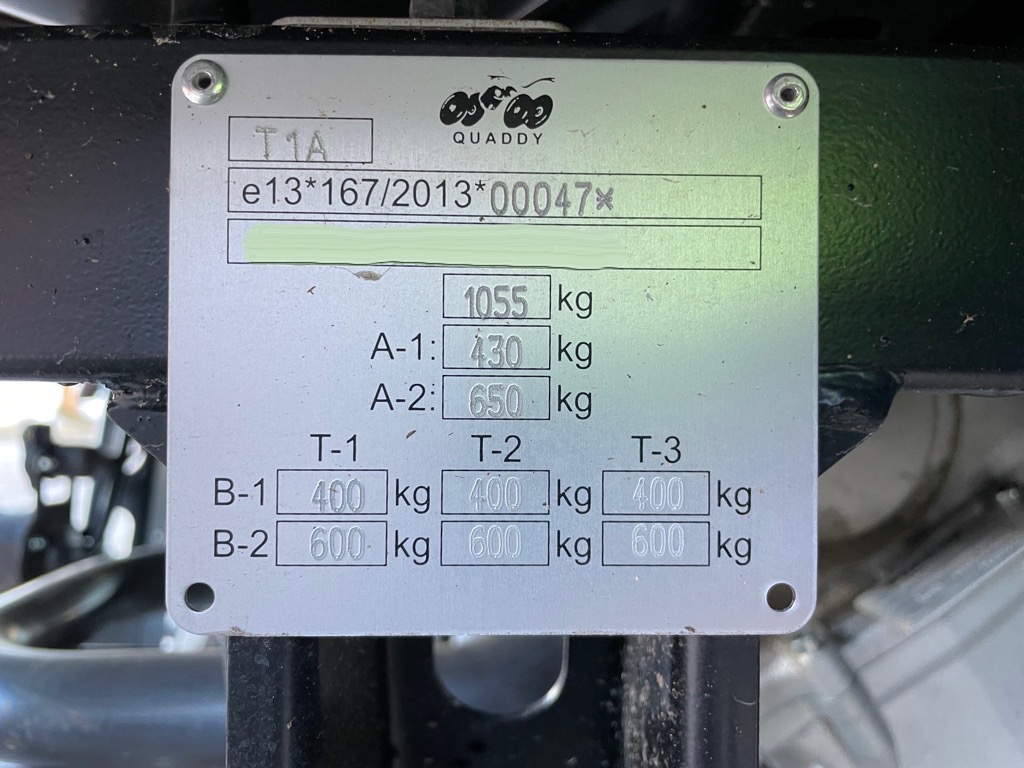 QUADDY
T1A
e13*167/2013*00047*
1055 kg
A-1: 430 kg
A-2: 650 kg
T-1 T-2 T-3
B-1 400 kg 400 kg 400 kg
B-2 600 kg 600 kg 600 kg